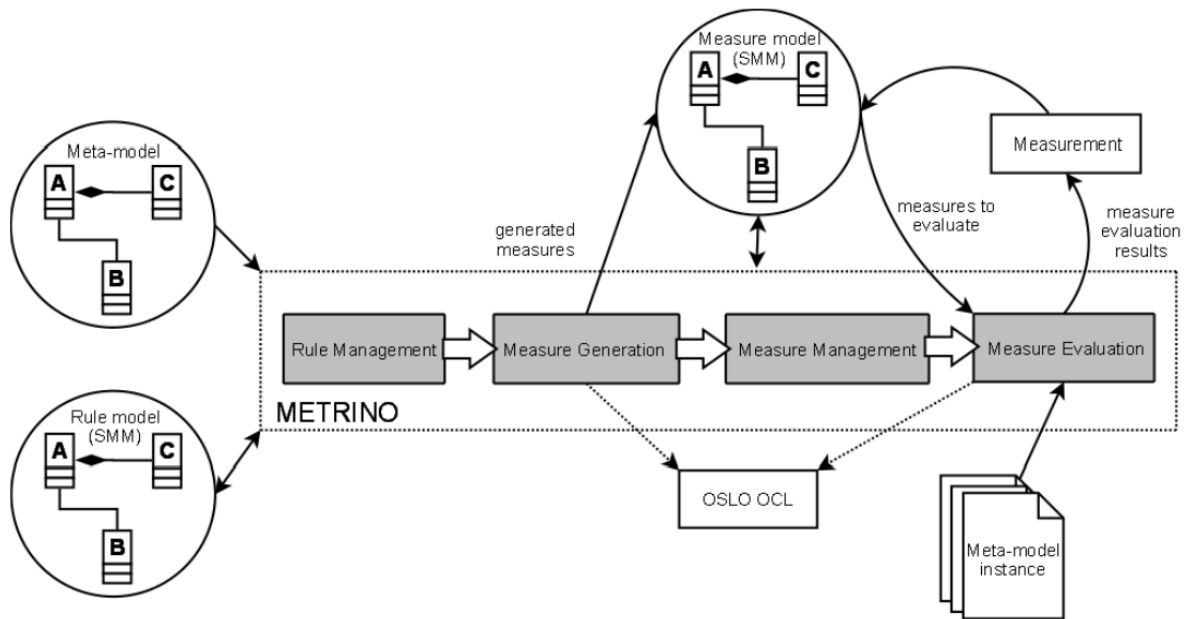 Measure model
(SMM)
A
C
B
Meta-model
A
C
B
Measurement
generated
measures
measures to
evaluate
measure
evaluation
results
Rule Management
Measure Generation
Measure Management
Measure Evaluation
METRINO
Rule model
(SMM)
A
C
B
OSLO OCL
Meta-model
instance